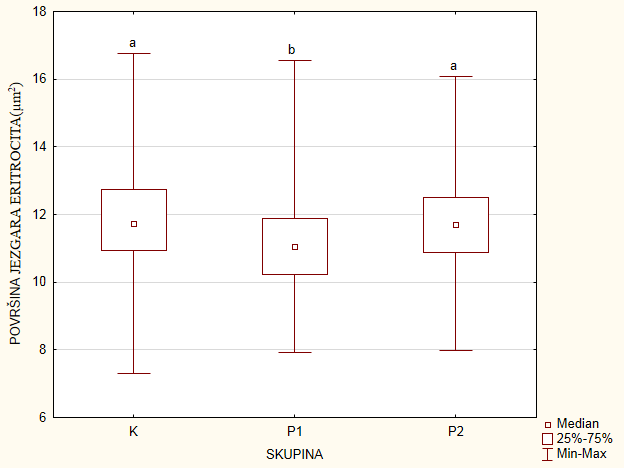 POVRŠINA JEZGARA ERITROCITA(µm²)
18
16
14
12
10
8
6
a
b
a
K
P1
P2
SKUPINA
Median
25%-75%
Min-Max